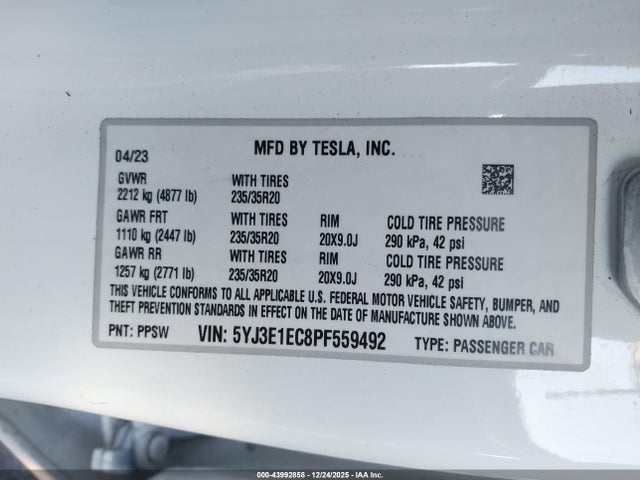 04/23 MFD BY TESLA, INC.
GVWR WITH TIRES
2212 kg (4877 lb) 235/35R20
GAWR FRT WITH TIRES RIM COLD TIRE PRESSURE
1110 kg (2447 lb) 235/35R20 20X9.0J 290 kPa, 42 psi
GAWR RR WITH TIRES RIM COLD TIRE PRESSURE
1257 kg (2771 lb) 235/35R20 20X9.0J 290 kPa, 42 psi
THIS VEHICLE CONFORMS TO ALL APPLICABLE U.S. FEDERAL MOTOR VEHICLE SAFETY, BUMPER, AND
THEFT PREVENTION STANDARDS IN EFFECT ON THE DATE OF MANUFACTURE SHOWN ABOVE.
PNT: PPSW VIN: 5YJ3E1EC8PF559492 TYPE: PASSENGER CAR
000-43992858 - 12/24/2025 - IAA Corp.